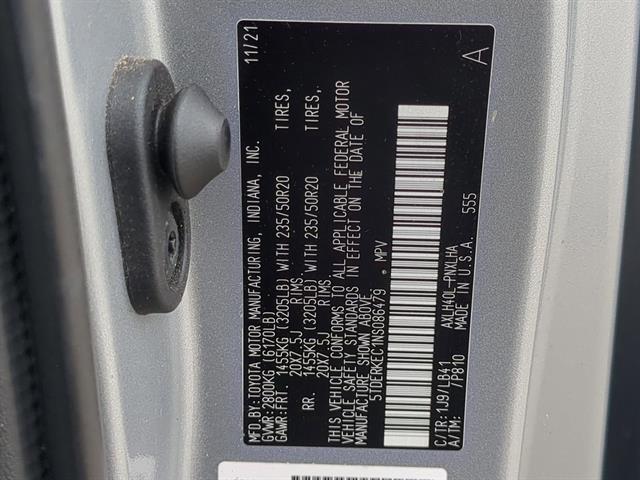 MFD BY:TOYOTA MOTOR MANUFACTURING, INDIANA, INC. 11/21
GVWR:2800KG (6170LB)
GAWR:FRT. 1455KG (3205LB) WITH 235/50R20 TIRES,
20X7.5J RIMS
RR. 1455KG (3205LB) WITH 235/50R20 TIRES,
20X7.5J RIMS
THIS VEHICLE CONFORMS TO ALL APPLICABLE FEDERAL MOTOR
VEHICLE SAFETY STANDARDS IN EFFECT ON THE DATE OF
MANUFACTURE SHOWN ABOVE.
5TDERKEC1NS086479 MPV
C/TR:1J9/LB41 AXLH40L-PNXLHA A
A/TM: /P810 MADE IN U.S.A. 555